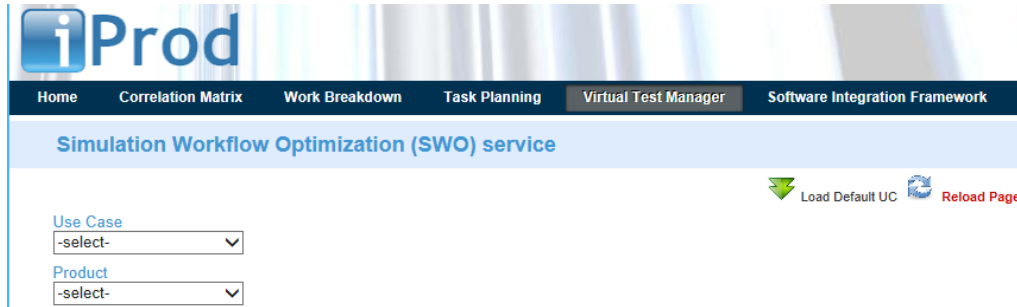 iProd
Home Correlation Matrix Work Breakdown Task Planning Virtual Test Manager Software Integration Framework
Simulation Workflow Optimization (SWO) service
Load Default UC Reload Page
Use Case
-select-
Product
-select-